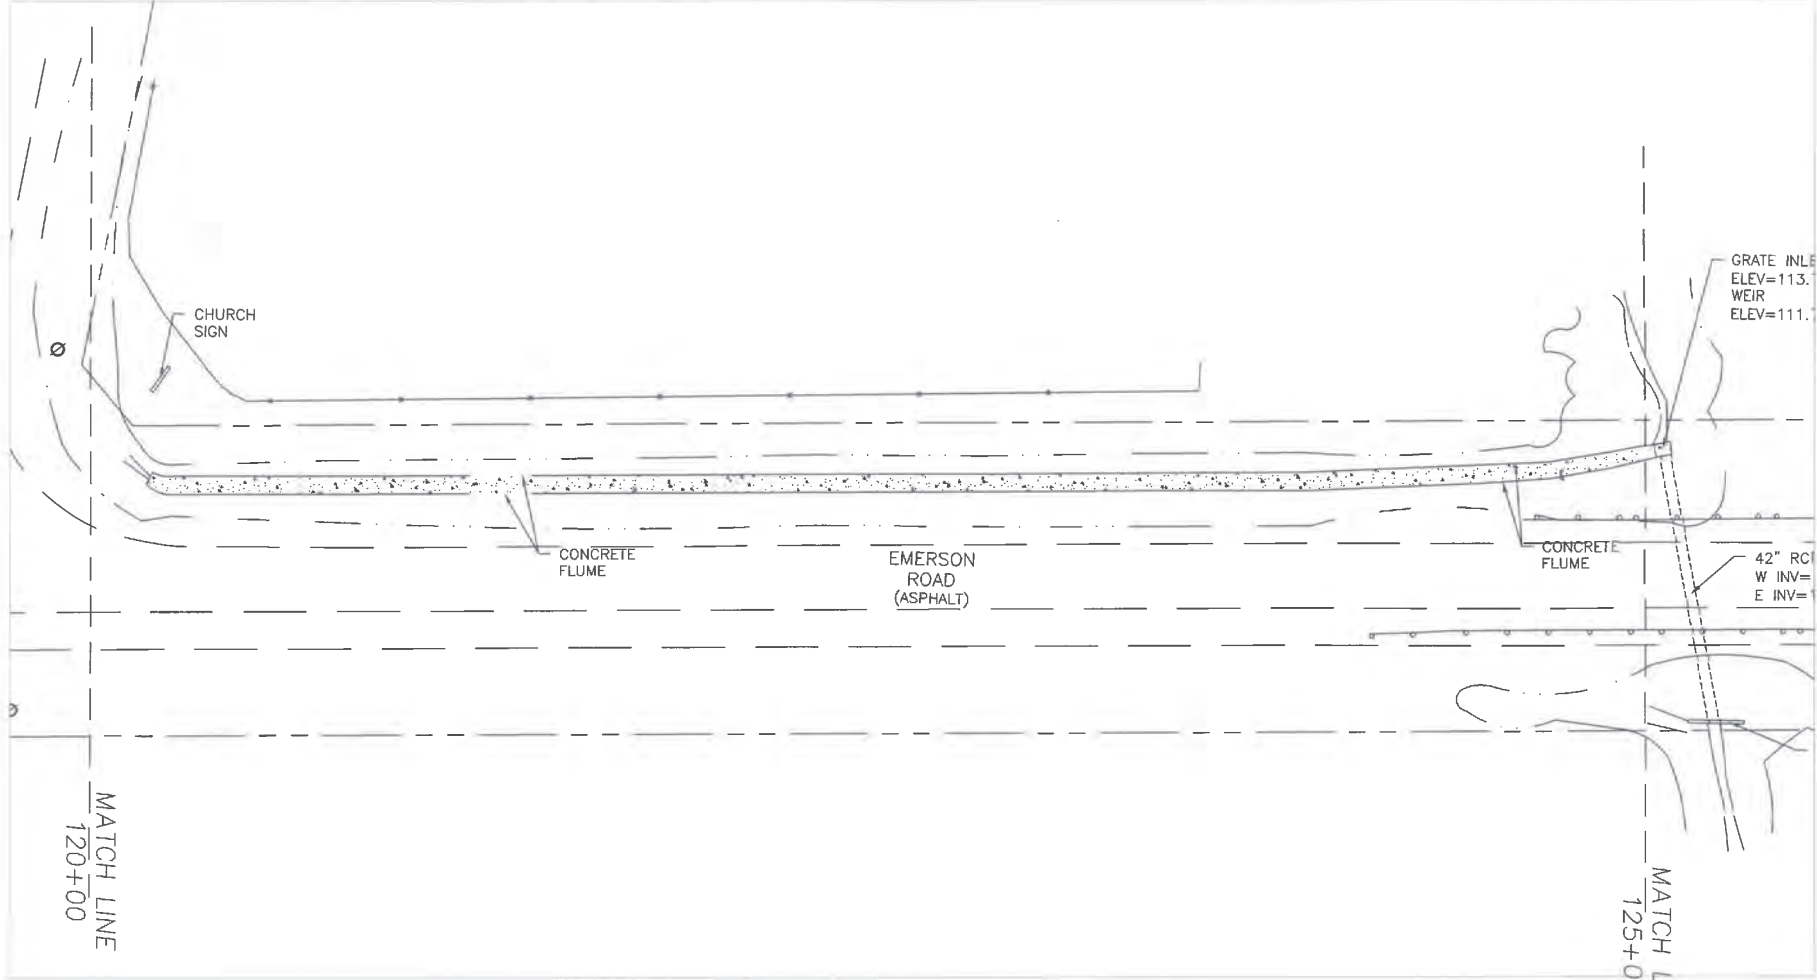 CHURCH
SIGN
GRATE INLE
ELEV=113.
WEIR
ELEV=111.
CONCRETE
FLUME
EMERSON
ROAD
(ASPHALT)
CONCRETE
FLUME
42" RC
W INV=
E INV=
MATCH LINE
120+00
MATCH L
125+0